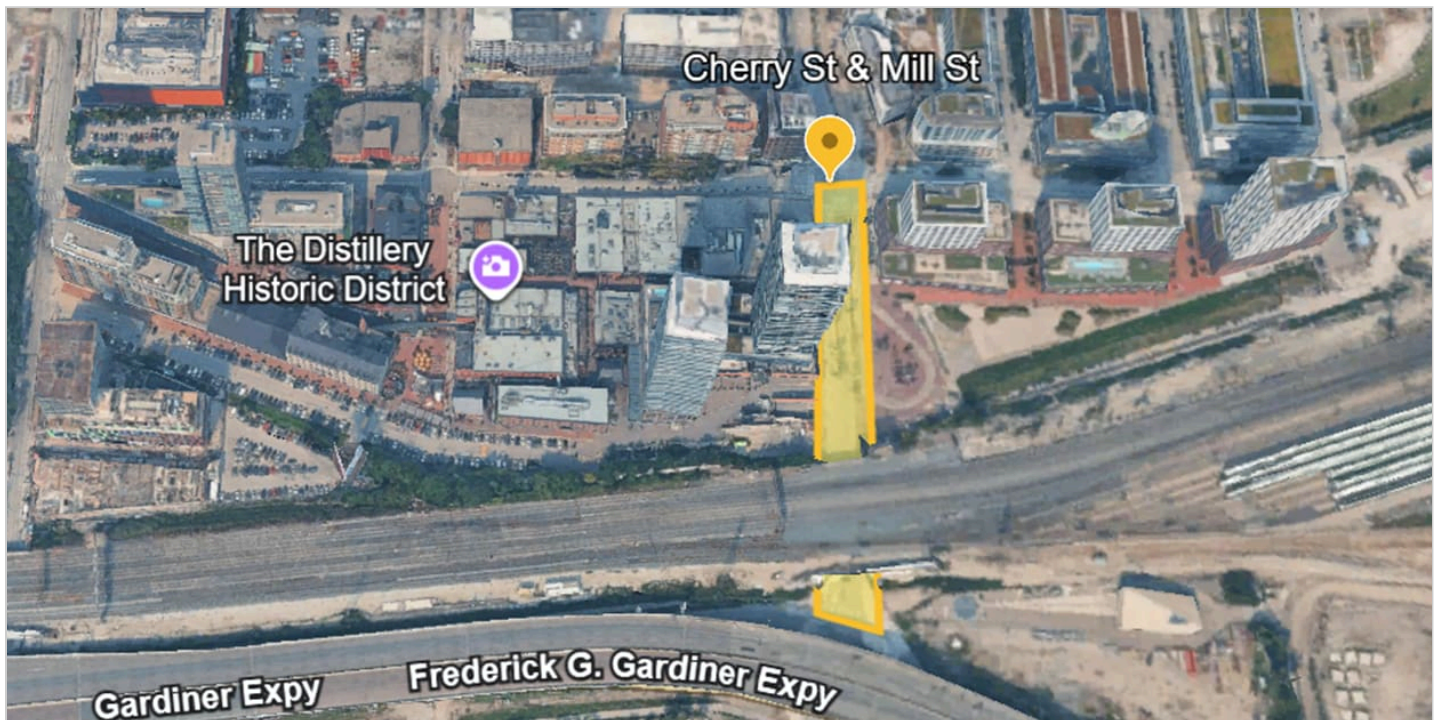 Cherry St & Mill St
The Distillery
Historic District
Frederick G. Gardiner Expy
Gardiner Expy